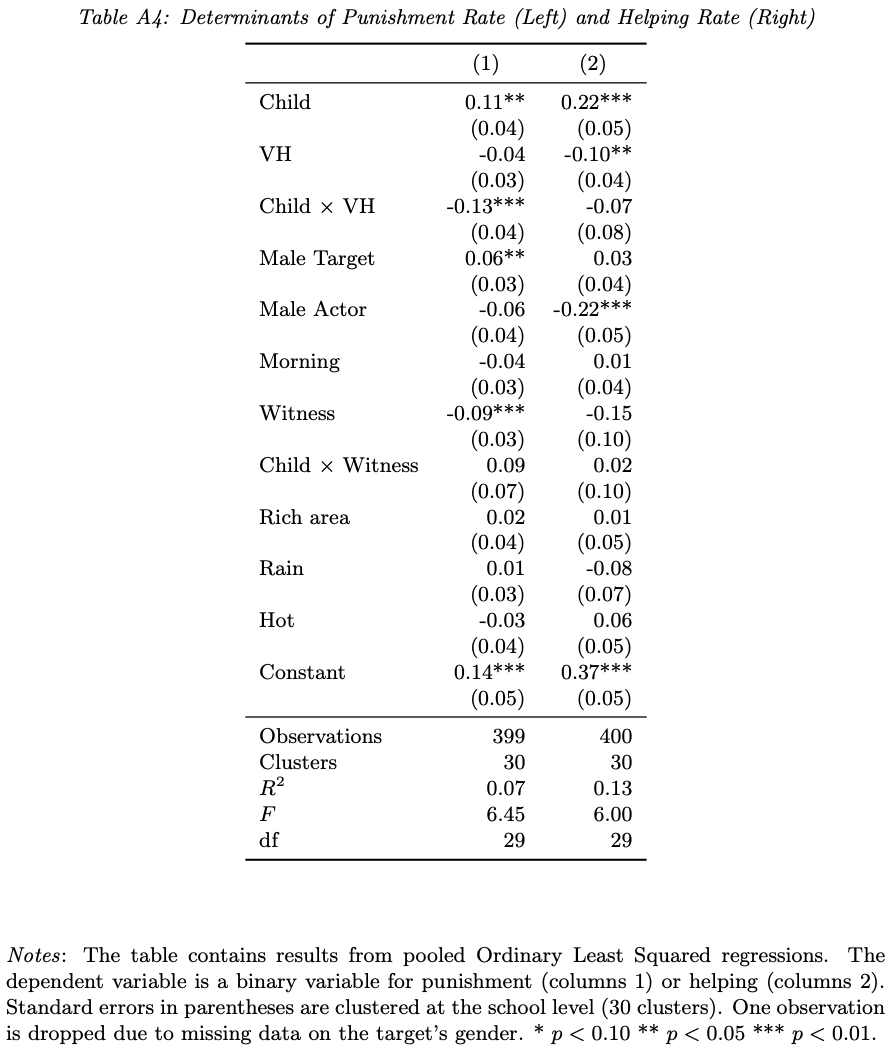 Table A4: Determinants of Punishment Rate (Left) and Helping Rate (Right)
(1) (2)
Child 0.11** 0.22***
(0.04) (0.05)
VH -0.04 -0.10**
(0.03) (0.04)
Child × VH -0.13*** -0.07
(0.04) (0.08)
Male Target 0.06** 0.03
(0.03) (0.04)
Male Actor -0.06 -0.22***
(0.04) (0.05)
Morning -0.04 0.01
(0.03) (0.04)
Witness -0.09*** -0.15
(0.03) (0.10)
Child × Witness 0.09 0.02
(0.07) (0.10)
Rich area 0.02 0.01
(0.04) (0.05)
Rain 0.01 -0.08
(0.03) (0.07)
Hot -0.03 0.06
(0.04) (0.05)
Constant 0.14*** 0.37***
(0.05) (0.05)
Observations 399 400
Clusters 30 30
R² 0.07 0.13
F 6.45 6.00
df 29 29
Notes: The table contains results from pooled Ordinary Least Squared regressions. The
dependent variable is a binary variable for punishment (columns 1) or helping (columns 2).
Standard errors in parentheses are clustered at the school level (30 clusters). One observation
is dropped due to missing data on the target's gender. * p < 0.10 ** p < 0.05 *** p < 0.01.